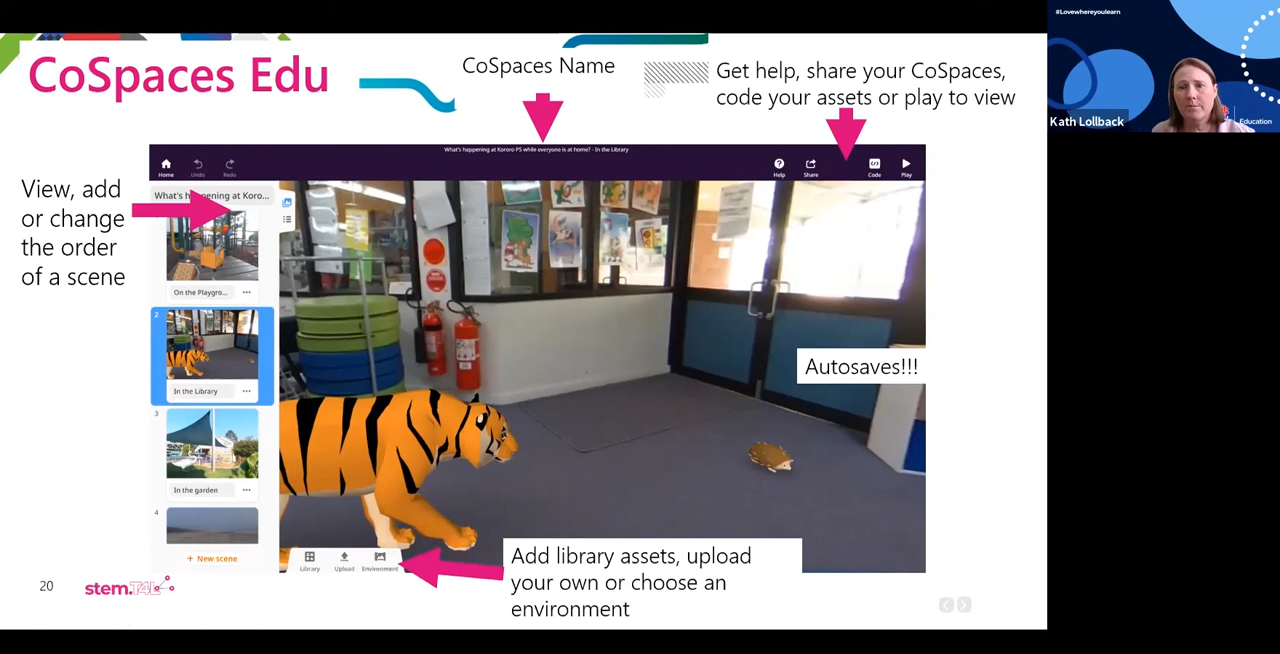 #Lovewhereyoulearn
Kath Lollback
Education
CoSpaces Edu
CoSpaces Name
Get help, share your CoSpaces,
code your assets or play to view
View, add
or change
the order
of a scene
What's happening at Kororo PS while everyone is at home? - In the Library
Home
Undo
Redo
Help
Share
Code
Play
What's happening at Koro...
On the Playgro...
2
In the Library
3
In the garden
4
+ New scene
Library
Upload
Environment
Autosaves!!!
Add library assets, upload
your own or choose an
environment
20
stem.T4L